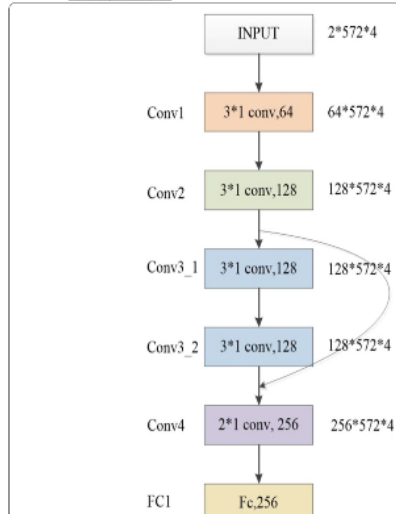 INPUT 2*572*4
Conv1 3*1 conv,64 64*572*4
Conv2 3*1 conv,128 128*572*4
Conv3_1 3*1 conv,128 128*572*4
Conv3_2 3*1 conv,128 128*572*4
Conv4 2*1 conv, 256 256*572*4
FC1 Fc,256